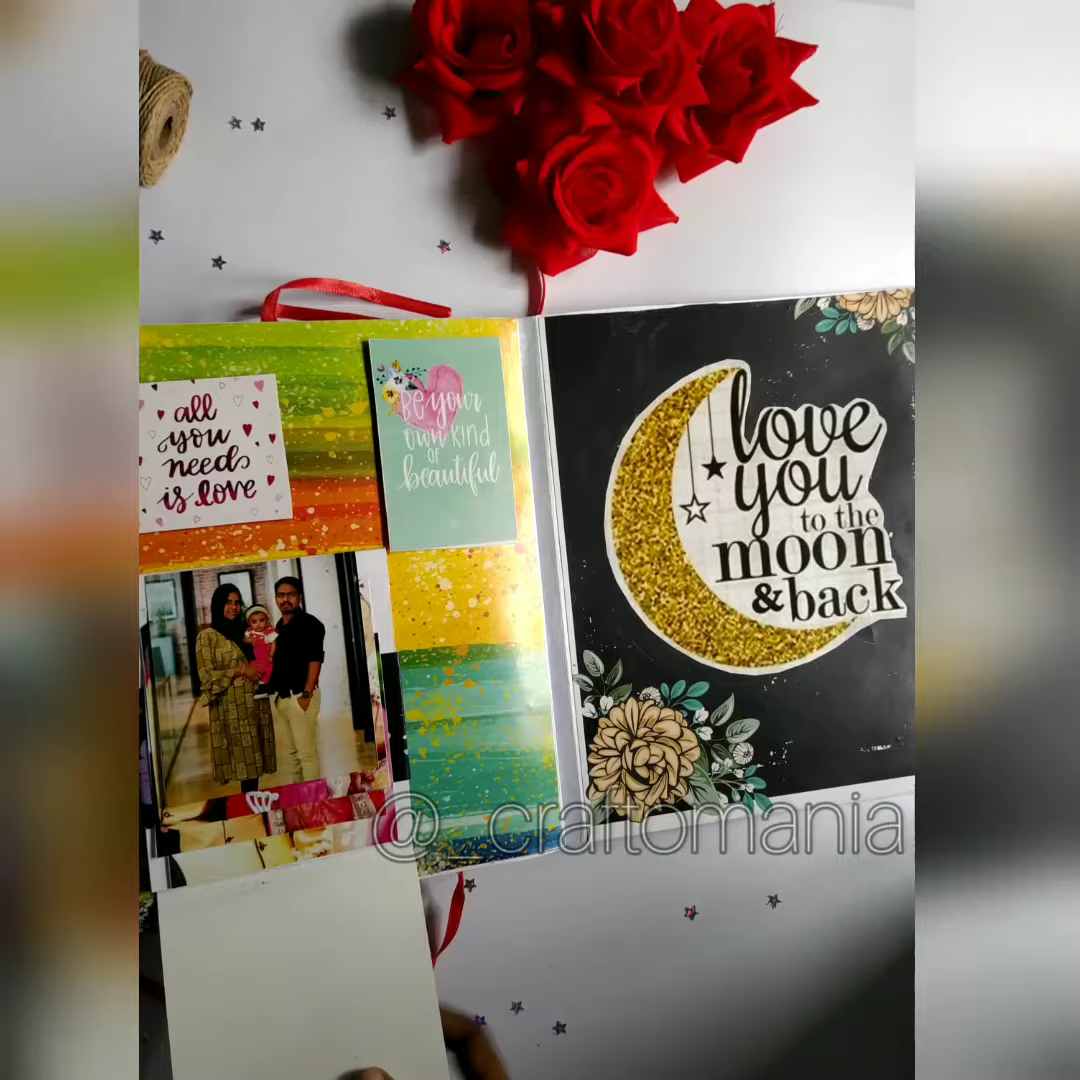 all
you
need
is love
BE your
own kind
OF
beautiful
love
you
to the
moon
& back
@_craftomania